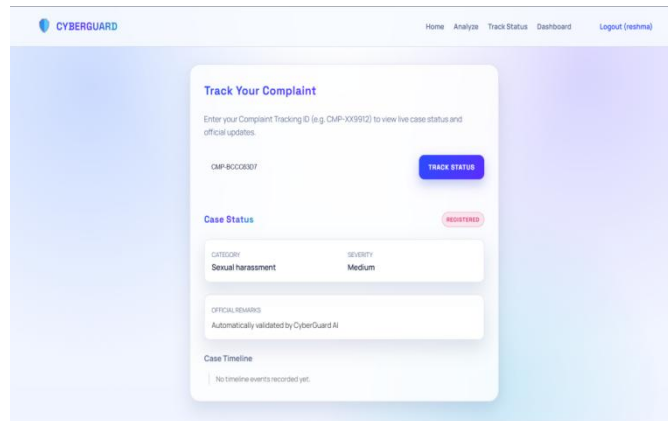 CYBERGUARD
Home Analyze Track Status Dashboard Logout (reshma)
Track Your Complaint
Enter your Complaint Tracking ID (e.g. CMP-XX9912) to view live case status and
official updates.
CMP-BCCC83D7
TRACK STATUS
Case Status
REGISTERED
CATEGORY
Sexual harassment
SEVERITY
Medium
OFFICIAL REMARKS
Automatically validated by CyberGuard AI
Case Timeline
No timeline events recorded yet.